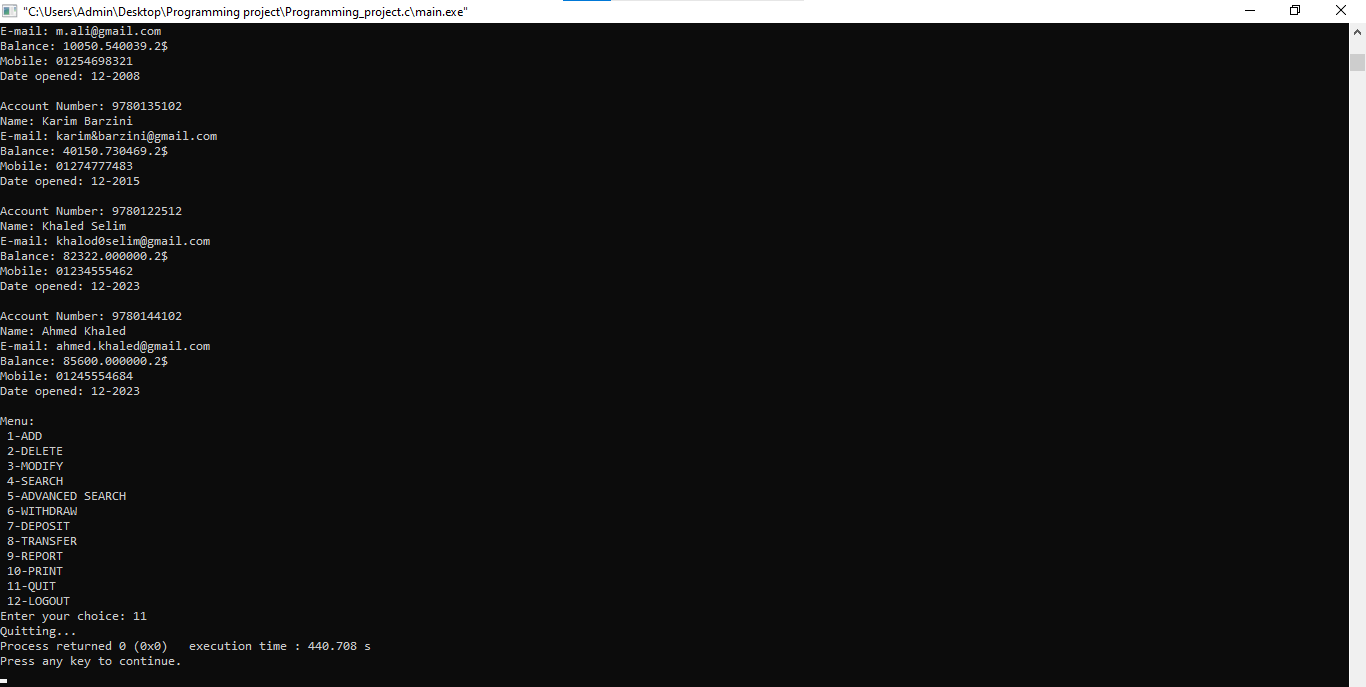 "C:\Users\Admin\Desktop\Programming project\Programming_project.c\main.exe"
E-mail: m.ali@gmail.com
Balance: 10050.540039.2$
Mobile: 01254698321
Date opened: 12-2008

Account Number: 9780135102
Name: Karim Barzini
E-mail: karim&barzini@gmail.com
Balance: 40150.730469.2$
Mobile: 01274777483
Date opened: 12-2015

Account Number: 9780122512
Name: Khaled Selim
E-mail: khalod0selim@gmail.com
Balance: 82322.000000.2$
Mobile: 01234555462
Date opened: 12-2023

Account Number: 9780144102
Name: Ahmed Khaled
E-mail: ahmed.khaled@gmail.com
Balance: 85600.000000.2$
Mobile: 01245554684
Date opened: 12-2023

Menu:
 1-ADD
 2-DELETE
 3-MODIFY
 4-SEARCH
 5-ADVANCED SEARCH
 6-WITHDRAW
 7-DEPOSIT
 8-TRANSFER
 9-REPORT
 10-PRINT
 11-QUIT
 12-LOGOUT
Enter your choice: 11
Quitting...
Process returned 0 (0x0)   execution time : 440.708 s
Press any key to continue.